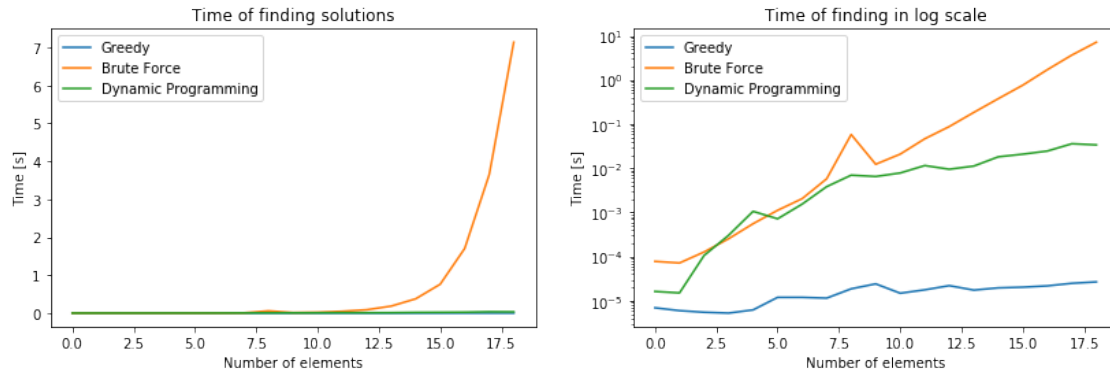 Time of finding solutions
Greedy
Brute Force
Dynamic Programming
7
6
5
4
3
2
1
0
Time [s]
0.0 2.5 5.0 7.5 10.0 12.5 15.0 17.5
Number of elements
Time of finding in log scale
Greedy
Brute Force
Dynamic Programming
10¹
10⁰
10⁻¹
10⁻²
10⁻³
10⁻⁴
10⁻⁵
Time [s]
0.0 2.5 5.0 7.5 10.0 12.5 15.0 17.5
Number of elements